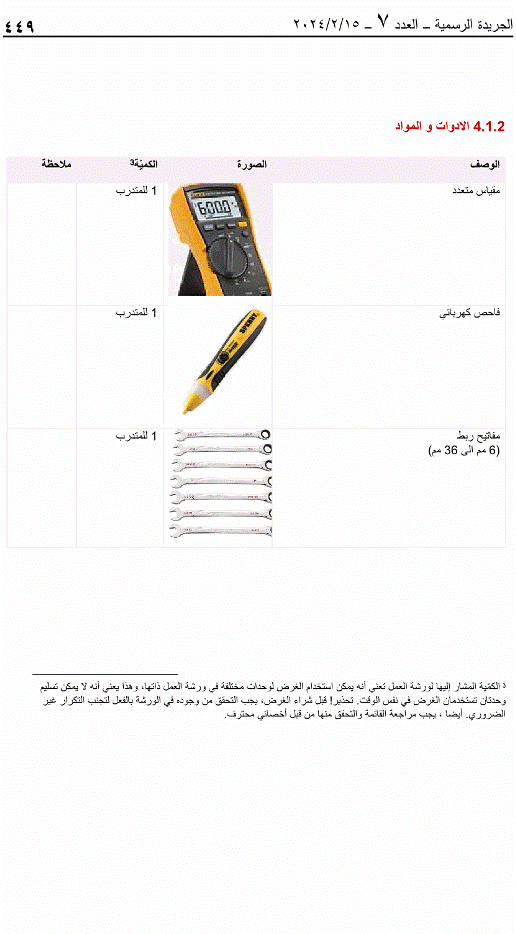 الجريدة الرسمية – العدد ٧ – ٢٠٢٤/٢/١٥
٤٤٩
4.1.2 الادوات و المواد
الوصف الصورة الكميّة3 ملاحظة
مقياس متعدد 1 للمتدرب
600.0
فاحص كهربائي 1 للمتدرب
SPERRY
مفاتيح ربط 1 للمتدرب
(6 مم الى 36 مم)
3 الكميّة المشار إليها لورشة العمل تعني أنه يمكن استخدام الغرض لوحدات مختلفة في ورشة العمل ذاتها، وهذا يعني أنه لا يمكن تسليم
وحدتان تستخدمان الغرض في نفس الوقت. تحذير! قبل شراء الغرض، يجب التحقق من وجوده في الورشة بالفعل لتجنب التكرار غير
الضروري. أيضا ، يجب مراجعة القائمة والتحقق منها من قبل أخصائي محترف.